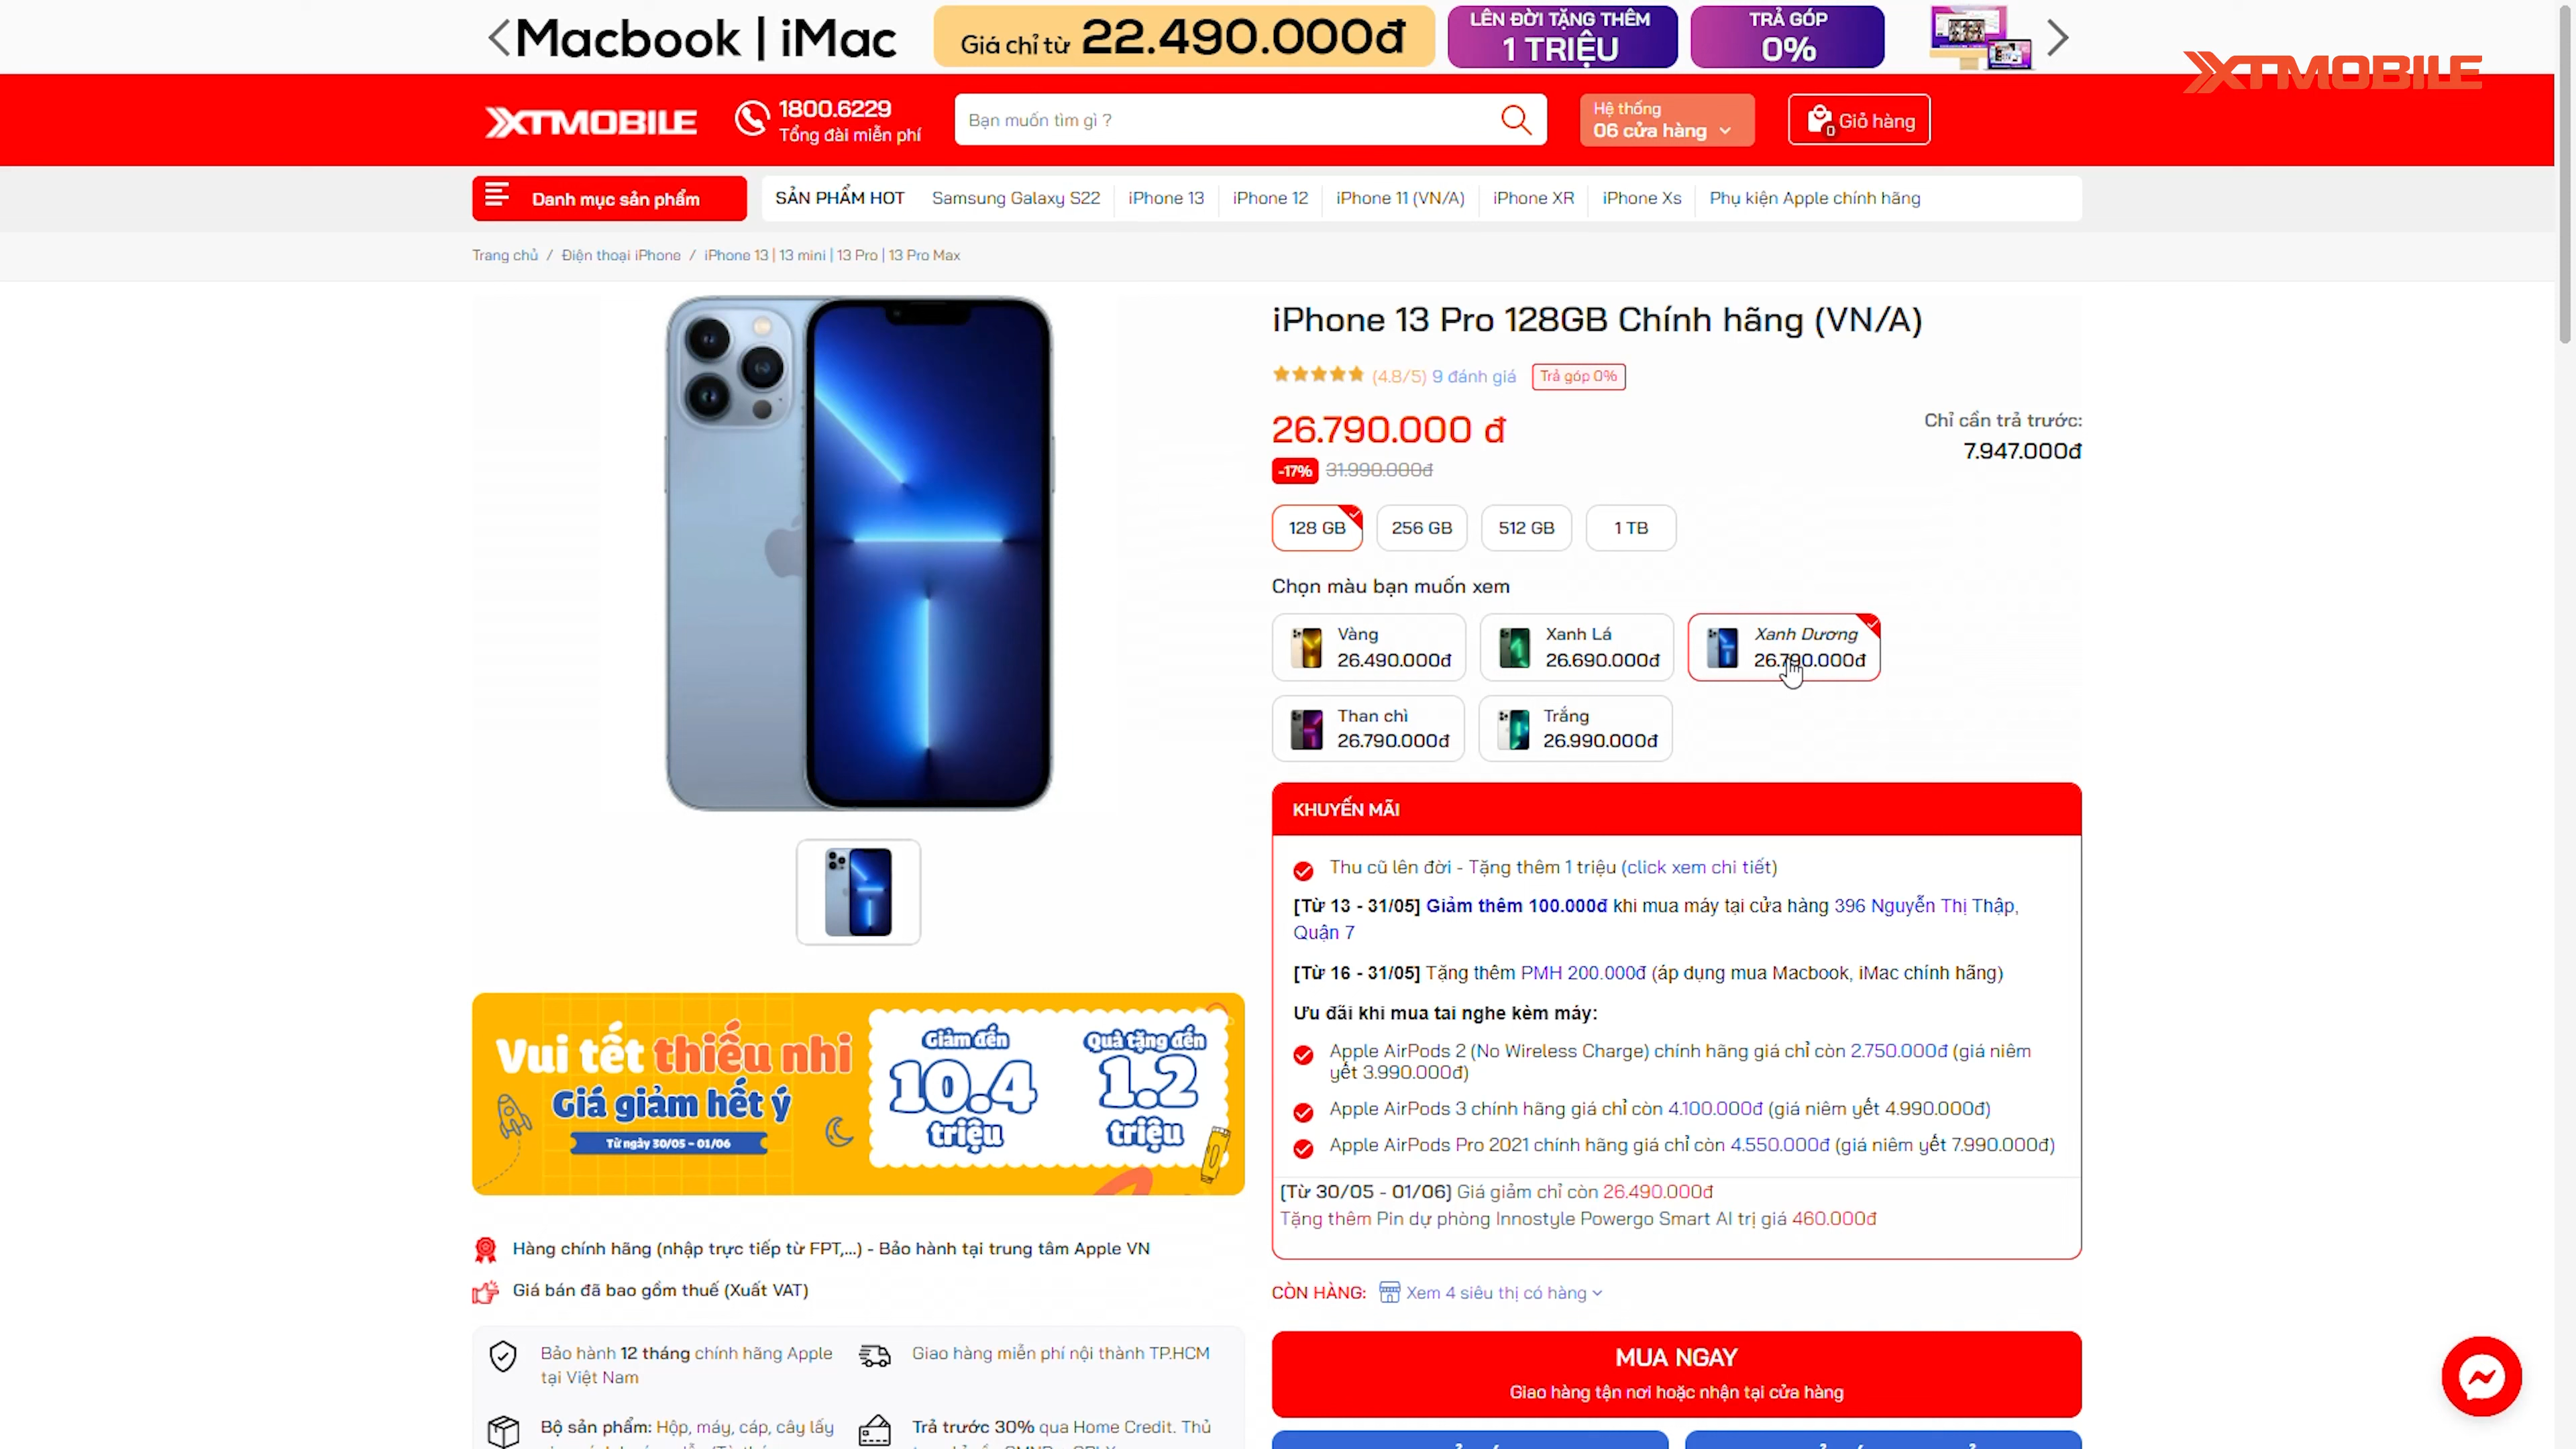 Macbook | iMac
Giá chỉ từ 22.490.000đ
LÊN ĐỜI TẶNG THÊM
1 TRIỆU
TRẢ GÓP
0%
XTMOBILE
XTMOBILE
1800.6229
Tổng đài miễn phí
Bạn muốn tìm gì ?
Hệ thống
06 cửa hàng
0
Giỏ hàng
Danh mục sản phẩm
SẢN PHẨM HOT
Samsung Galaxy S22
iPhone 13
iPhone 12
iPhone 11 (VN/A)
iPhone XR
iPhone Xs
Phụ kiện Apple chính hãng
Trang chủ / Điện thoại iPhone / iPhone 13 | 13 mini | 13 Pro | 13 Pro Max
iPhone 13 Pro 128GB Chính hãng (VN/A)
(4.8/5) 9 đánh giá
Trả góp 0%
26.790.000 đ
Chỉ cần trả trước:
7.947.000đ
-17% 31.990.000đ
128 GB
256 GB
512 GB
1 TB
Chọn màu bạn muốn xem
Vàng
26.490.000đ
Xanh Lá
26.690.000đ
Xanh Dương
26.790.000đ
Than chì
26.790.000đ
Trắng
26.990.000đ
KHUYẾN MÃI
Thu cũ lên đời - Tặng thêm 1 triệu (click xem chi tiết)
[Từ 13 - 31/05] Giảm thêm 100.000đ khi mua máy tại cửa hàng 396 Nguyễn Thị Thập,
Quận 7
[Từ 16 - 31/05] Tặng thêm PMH 200.000đ (áp dụng mua Macbook, iMac chính hãng)
Ưu đãi khi mua tai nghe kèm máy:
Apple AirPods 2 (No Wireless Charge) chính hãng giá chỉ còn 2.750.000đ (giá niêm
yết 3.990.000đ)
Apple AirPods 3 chính hãng giá chỉ còn 4.100.000đ (giá niêm yết 4.990.000đ)
Apple AirPods Pro 2021 chính hãng giá chỉ còn 4.550.000đ (giá niêm yết 7.990.000đ)
[Từ 30/05 - 01/06] Giá giảm chỉ còn 26.490.000đ
Tặng thêm Pin dự phòng Innostyle Powergo Smart AI trị giá 460.000đ
CÒN HÀNG:
Xem 4 siêu thị có hàng
MUA NGAY
Giao hàng tận nơi hoặc nhận tại cửa hàng
Vui tết thiếu nhi
Giá giảm hết ý
Từ ngày 30/05 - 01/06
Giảm đến
10.4
triệu
Quà tặng đến
1.2
triệu
Hàng chính hãng (nhập trực tiếp từ FPT,...) - Bảo hành tại trung tâm Apple VN
Giá bán đã bao gồm thuế (Xuất VAT)
Bảo hành 12 tháng chính hãng Apple
tại Việt Nam
Giao hàng miễn phí nội thành TP.HCM
Bộ sản phẩm: Hộp, máy, cáp, cây lấy
Trả trước 30% qua Home Credit. Thủ